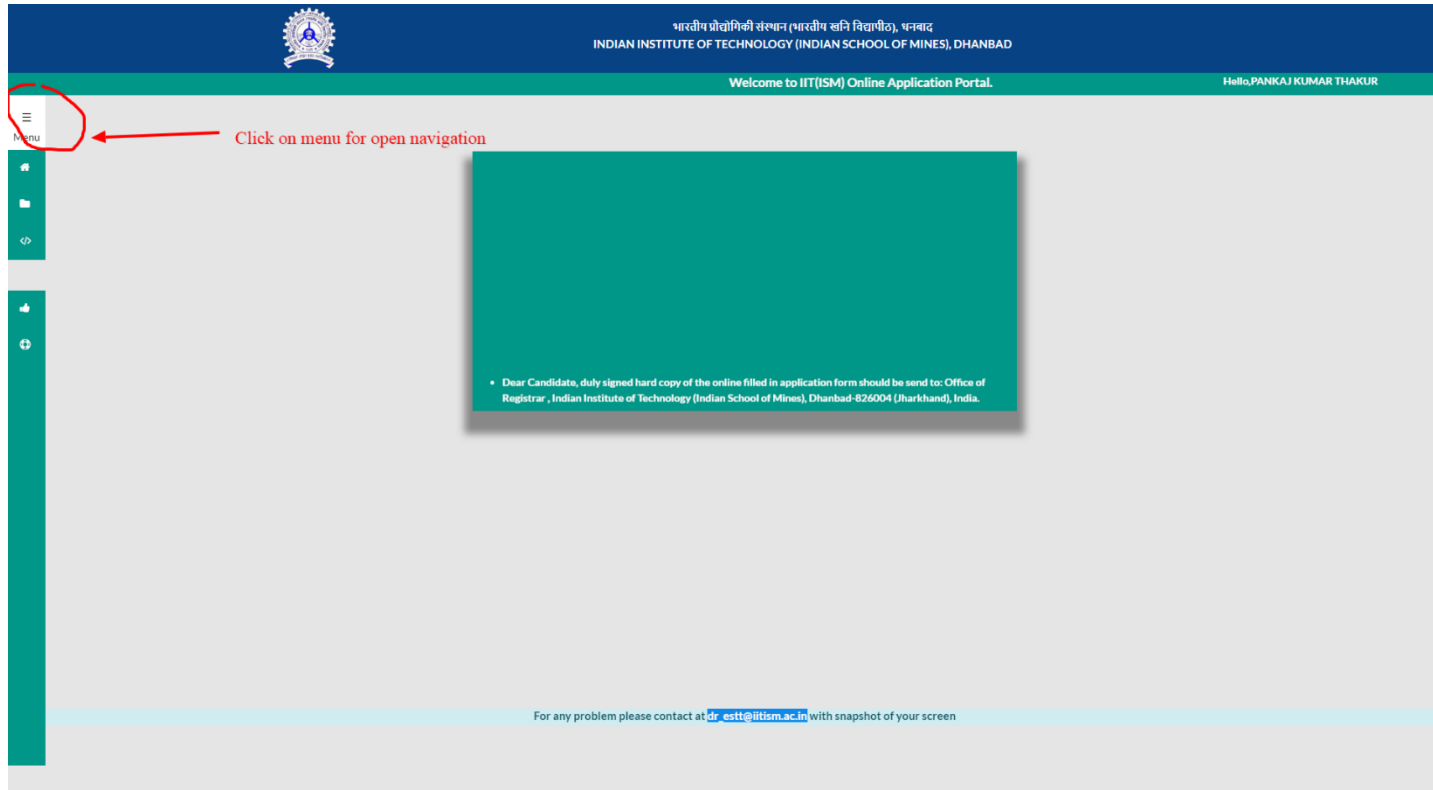 भारतीय प्रौद्योगिकी संस्थान (भारतीय खनि विद्यापीठ), धनबाद
INDIAN INSTITUTE OF TECHNOLOGY (INDIAN SCHOOL OF MINES), DHANBAD
Welcome to IIT(ISM) Online Application Portal.
Hello,PANKAJ KUMAR THAKUR
Menu
Click on menu for open navigation
• Dear Candidate, duly signed hard copy of the online filled in application form should be send to: Office of
Registrar , Indian Institute of Technology (Indian School of Mines), Dhanbad-826004 (Jharkhand), India.
For any problem please contact at dr_estt@iitism.ac.in with snapshot of your screen